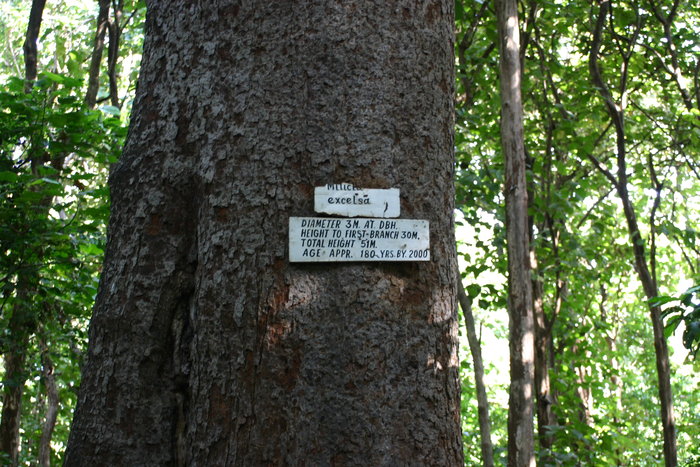 Milicia
excelsa
DIAMETER 3M. AT. DBH,
HEIGHT TO FIRST-BRANCH 30M,
TOTAL HEIGHT 51M.
AGE APPR. 180 YRS. BY. 2000